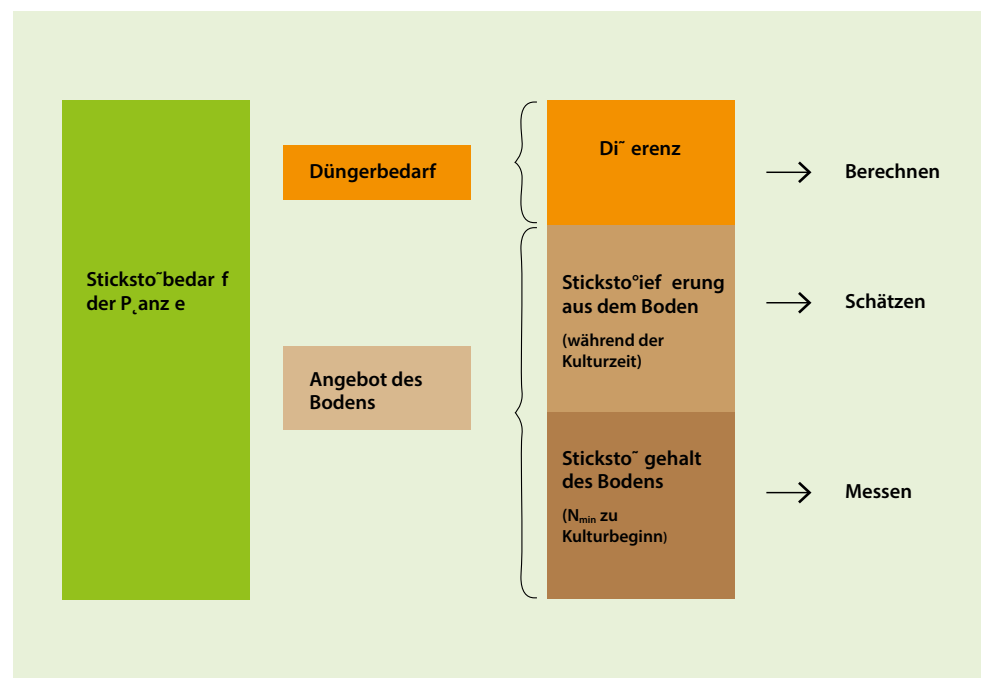 Sticksto˜bedar f
der P˛anz e
Düngerbedarf
Angebot des
Bodens
Di˜ erenz
Sticksto°ief erung
aus dem Boden
(während der
Kulturzeit)
Sticksto˜ gehalt
des Bodens
(Nmin zu
Kulturbeginn)
Berechnen
Schätzen
Messen